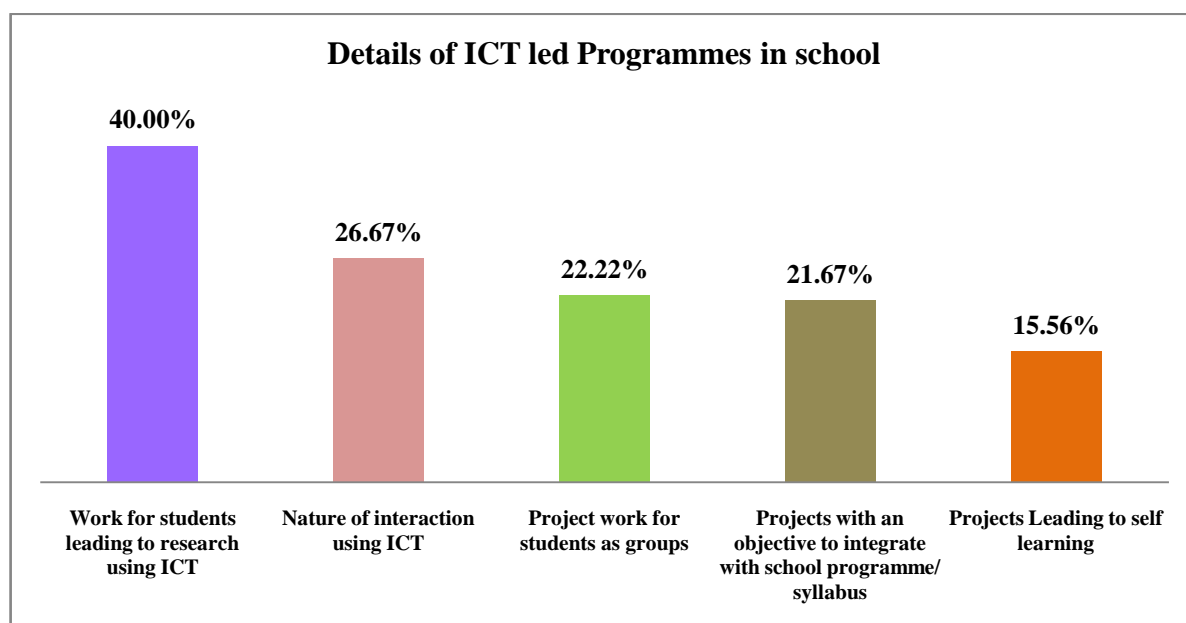 Details of ICT led Programmes in school
40.00%
26.67%
22.22%
21.67%
15.56%
Work for students
leading to research
using ICT
Nature of interaction
using ICT
Project work for
students as groups
Projects with an
objective to integrate
with school programme/
syllabus
Projects Leading to self
learning